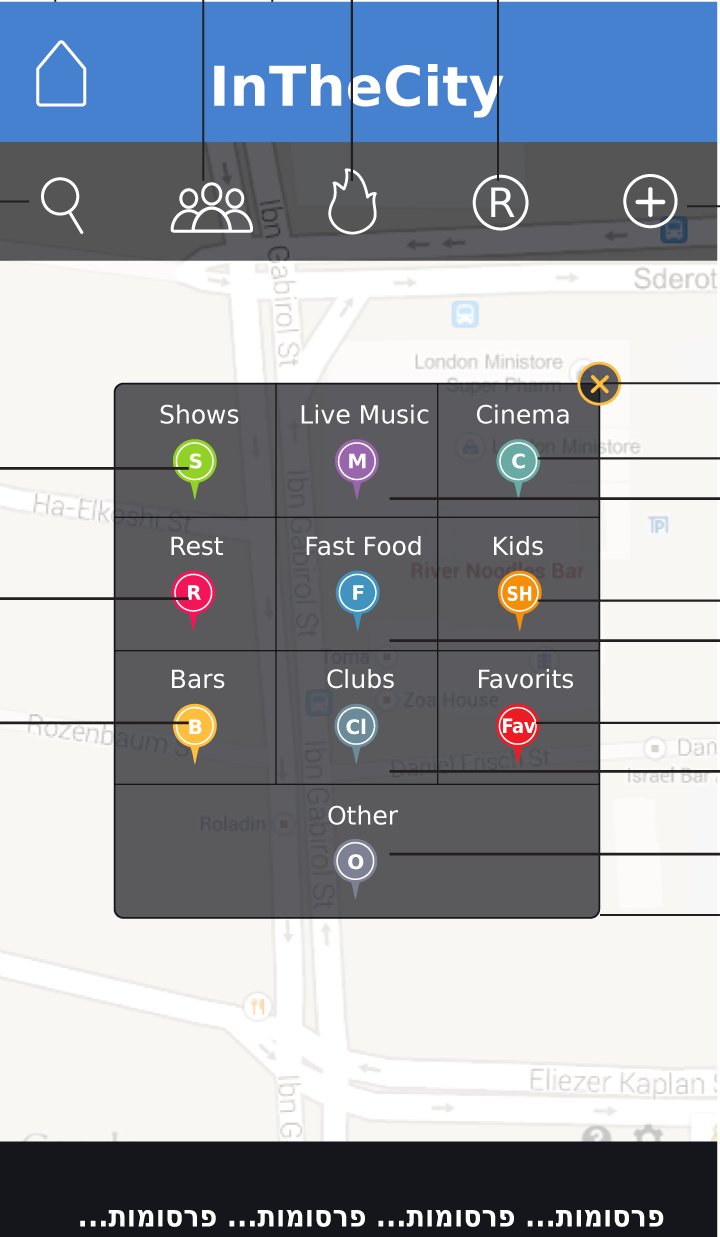 InTheCity
R
Ibn Gabirol St
Sderot
London Ministore
Super Pharm
Shows Live Music Cinema
S M C
London Ministore
Ha-Elkoshi St
Ibn Gabirol St
Rest Fast Food Kids
River Noodles Bar
R F SH
Toma
Bars Clubs Favorits
Zoa House
B Cl Fav
Rozenbaum S
Daniel Frisch St
Dan
Israel Bar
Ibn Gabirol St
Other
Roladin
O
Eliezer Kaplan S
Ibn G
פרסומות... פרסומות... פרסומות... פרסומות...